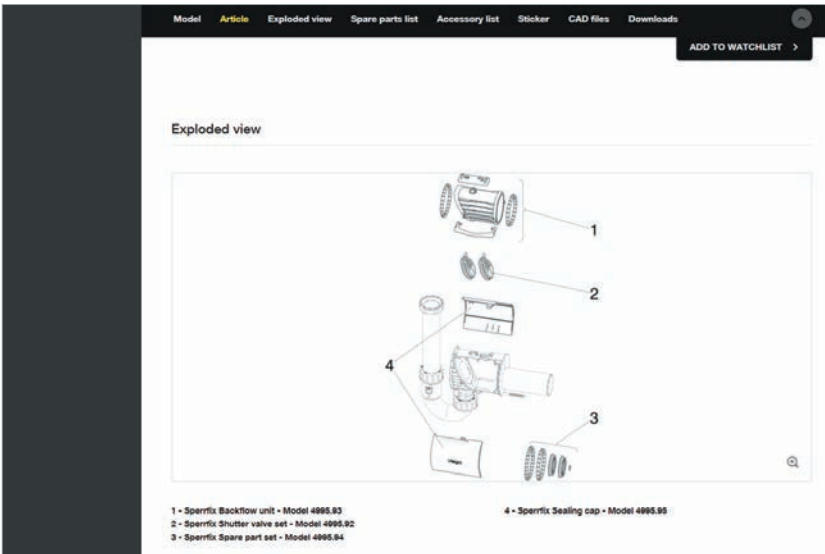 Model Article Exploded view Spare parts list Accessory list Sticker CAD files Downloads
ADD TO WATCHLIST >
Exploded view
1
2
4
3
1 - Sperrfix Backflow unit - Model 4995.93
2 - Sperrfix Shutter valve set - Model 4995.92
3 - Sperrfix Spare part set - Model 4995.94
4 - Sperrfix Sealing cap - Model 4995.95